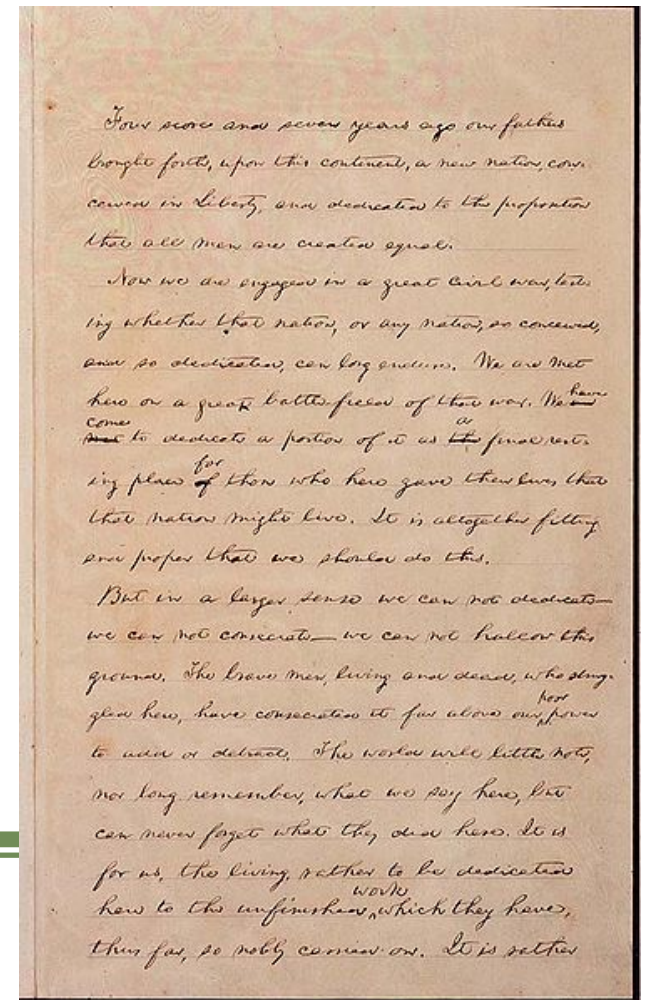 Four score and seven years ago our fathers
brought forth, upon this continent, a new nation, con-
ceived in Liberty, and dedicated to the proposition
that all men are created equal.
Now we are engaged in a great civil war, test-
ing whether that nation, or any nation, so conceived,
and so dedicated, can long endure. We are met
here on a great battle-field of that war. We have
come
met to dedicate a portion of it as the a final rest-
ing place of for those who here gave their lives that
that nation might live. It is altogether fitting
and proper that we should do this.
But in a larger sense we can not dedicate—
we can not consecrate— we can not hallow this
ground. The brave men, living and dead, who strug-
gled here, have consecrated it far above our poor power
to add or detract. The world will little note,
nor long remember, what we say here, but
can never forget what they did here. It is
for us, the living, rather to be dedicated
work
here to the unfinished which they have,
thus far, so nobly carried on. It is rather